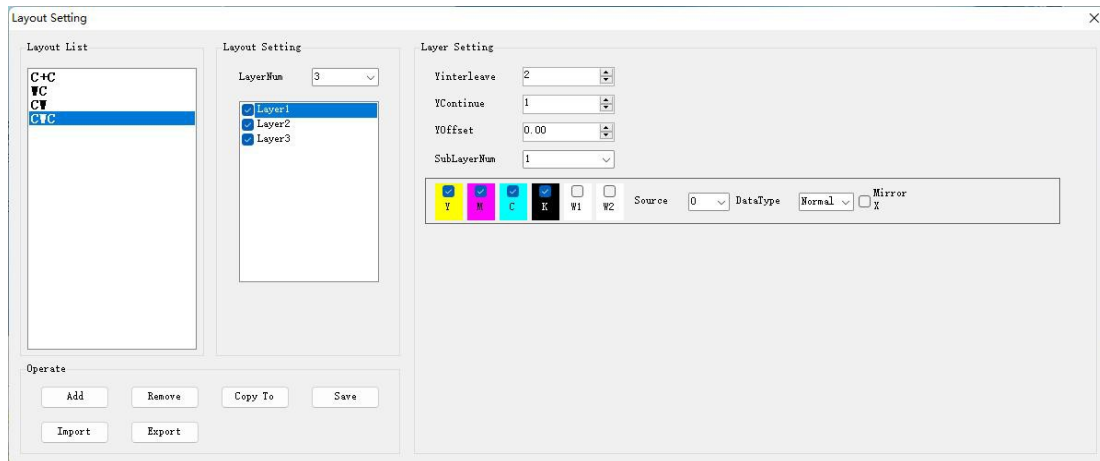 Layout Setting
Layout List
C+C
WC
CW
CWC
Layout Setting
LayerNum 3
Layer1
Layer2
Layer3
Operate
Add Remove Copy To Save
Import Export
Layer Setting
Yinterleave 2
YContinue 1
YOffset 0.00
SubLayerNum 1
Y M C K W1 W2 Source 0 DataType Normal Mirror X